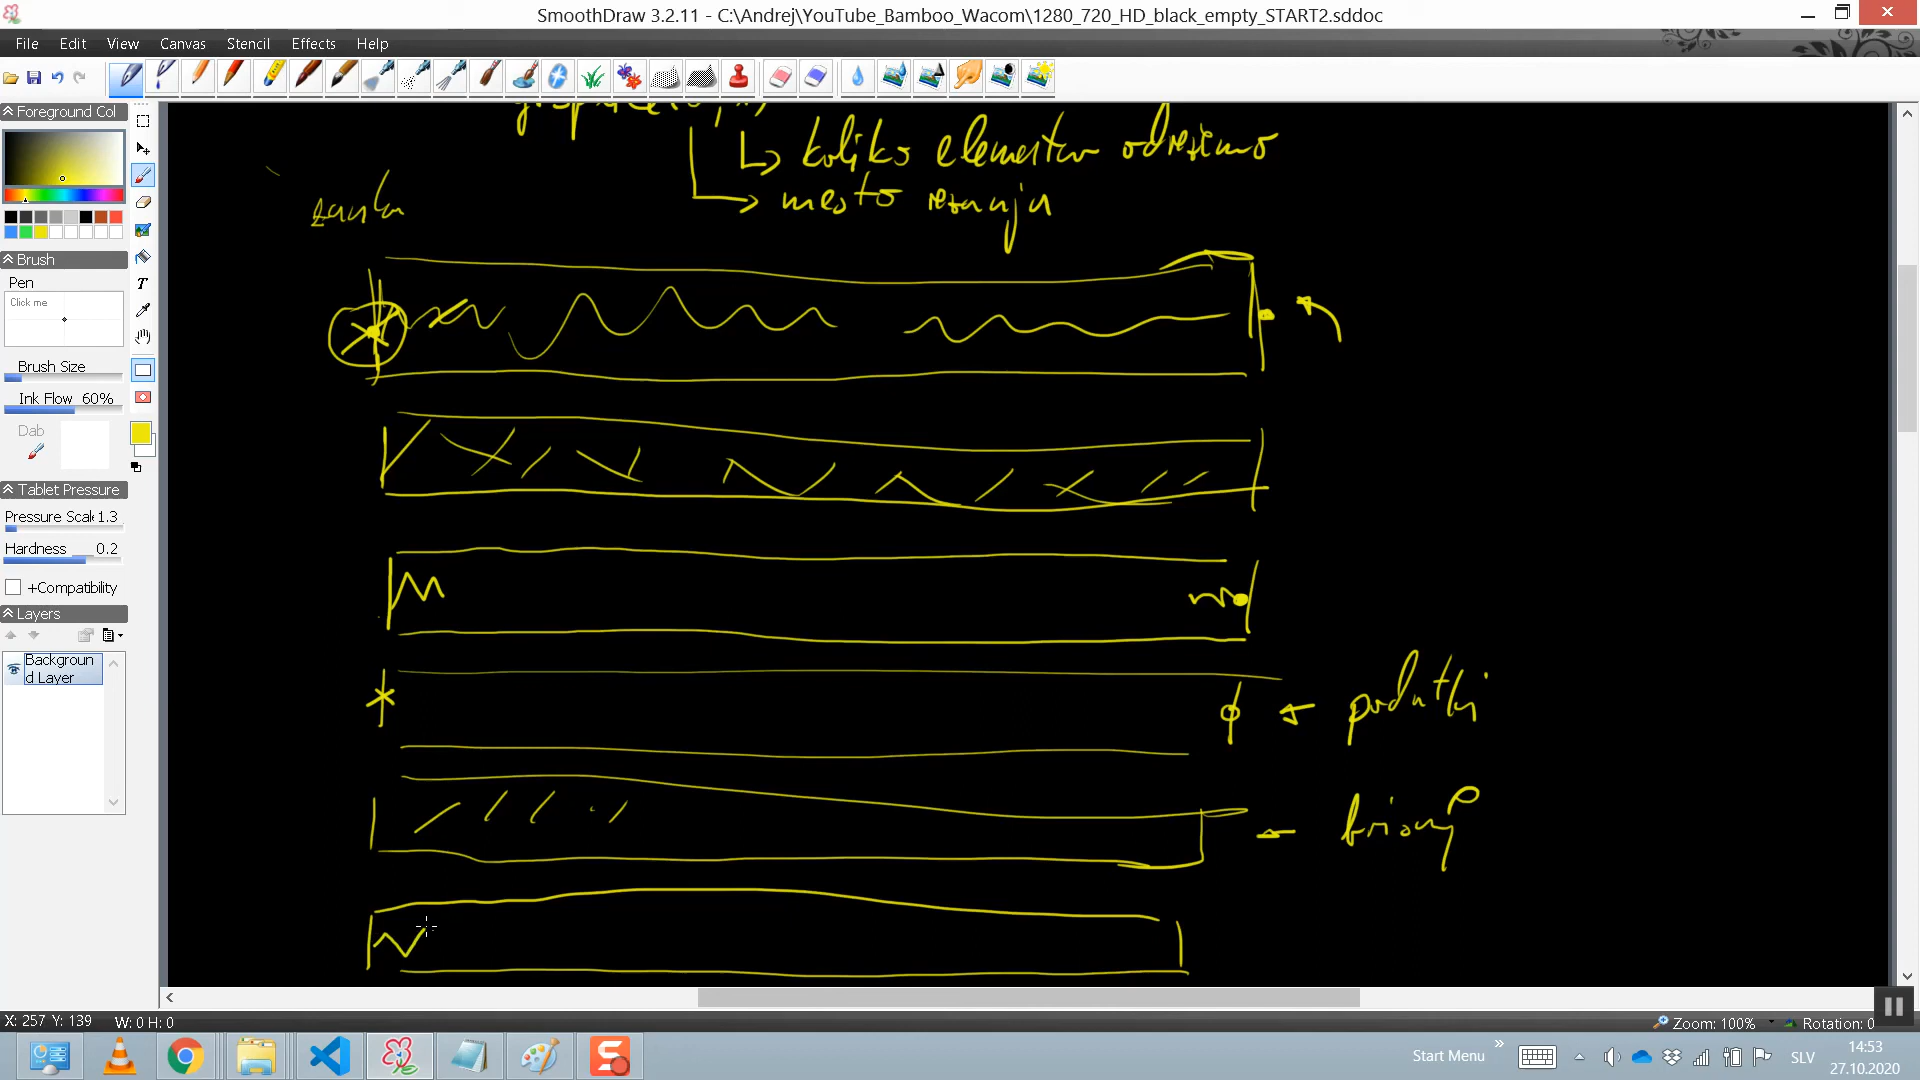 SmoothDraw 3.2.11 - C:\Andrej\YouTube_Bamboo_Wacom\1280_720_HD_black_empty_START2.sddoc
File Edit View Canvas Stencil Effects Help
Foreground Col
Brush
Pen
Click me
Brush Size
Ink Flow 60%
Dab
Tablet Pressure
Pressure Scale 1.3
Hardness 0.2
+Compatibility
Layers
Backgroun
d Layer
koliko elementov odrežemo
mesto rezanja
zanka
podatki
brisanje
X: 257 Y: 139 W: 0 H: 0
Zoom: 100% Rotation: 0
Start Menu
SLV
14:53
27.10.2020